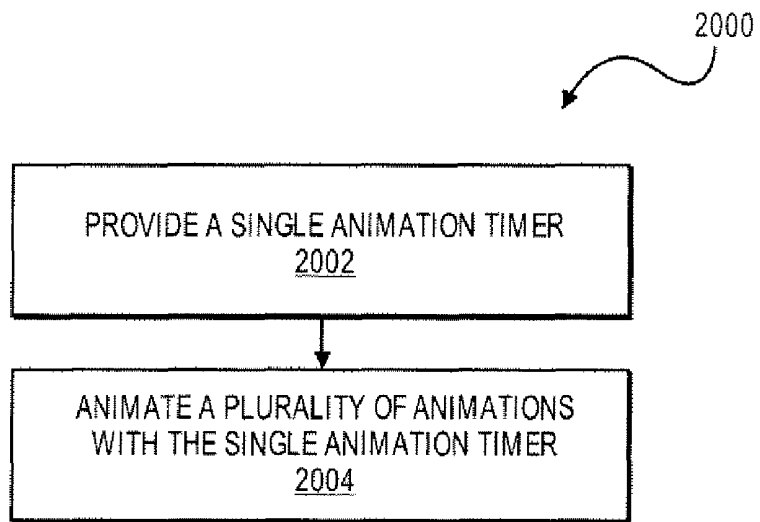 2000
PROVIDE A SINGLE ANIMATION TIMER
2002
ANIMATE A PLURALITY OF ANIMATIONS
WITH THE SINGLE ANIMATION TIMER
2004